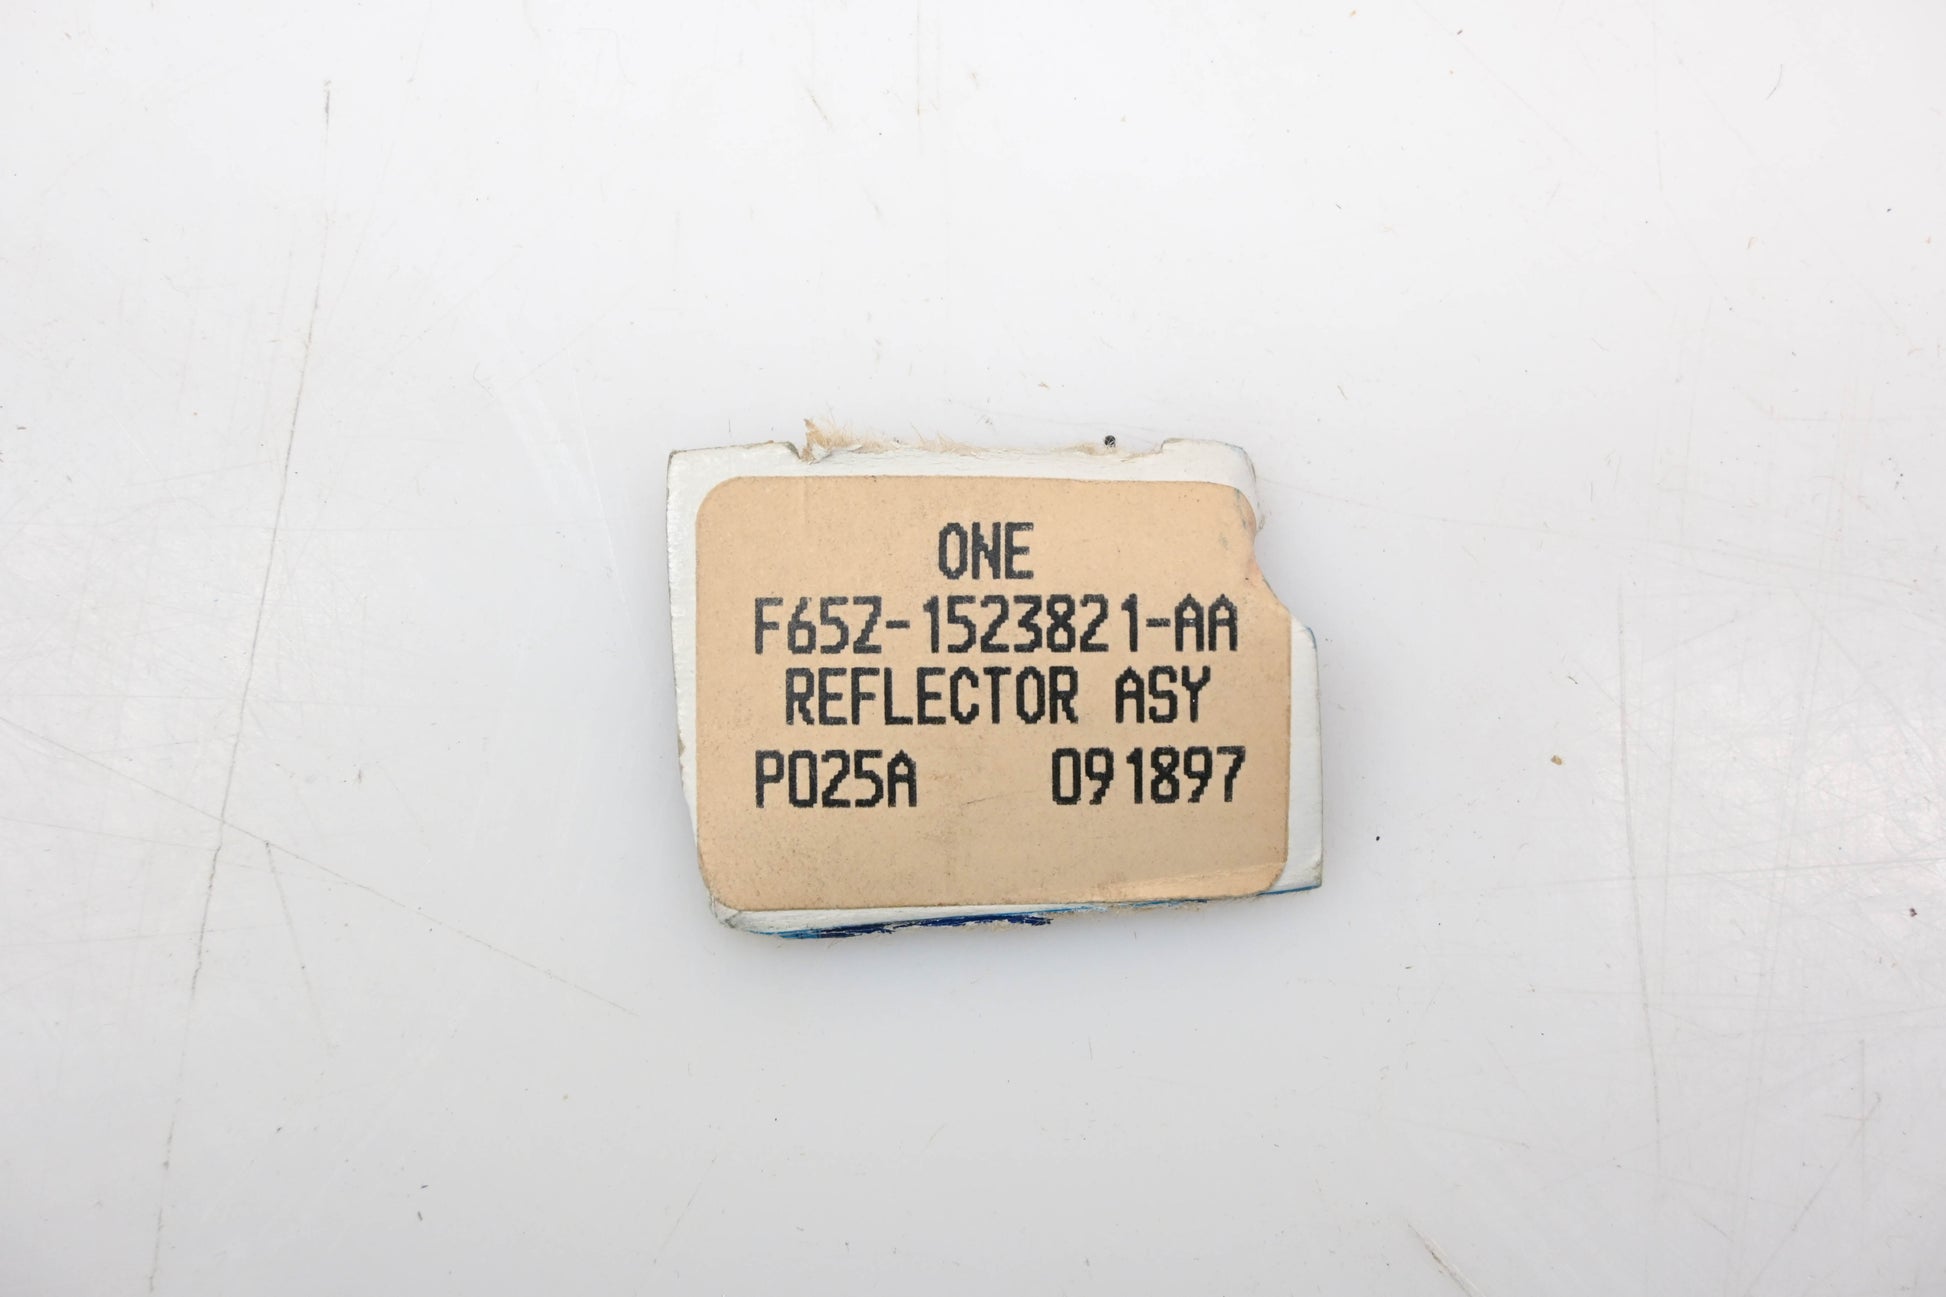 ONE
F65Z-1523821-AA
REFLECTOR ASY
P025A 091897